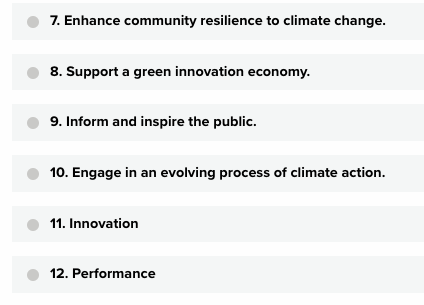 7. Enhance community resilience to climate change.
8. Support a green innovation economy.
9. Inform and inspire the public.
10. Engage in an evolving process of climate action.
11. Innovation
12. Performance